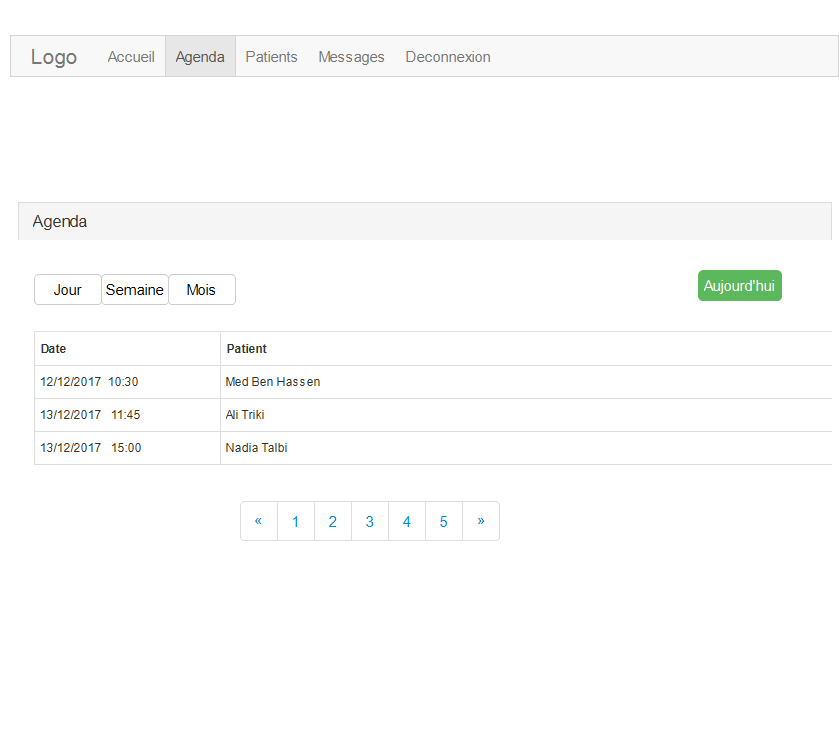 Logo Accueil Agenda Patients Messages Deconnexion
Agenda
Jour Semaine Mois Aujourd'hui
Date Patient
12/12/2017 10:30 Med Ben Hassen
13/12/2017 11:45 Ali Triki
13/12/2017 15:00 Nadia Talbi
« 1 2 3 4 5 »